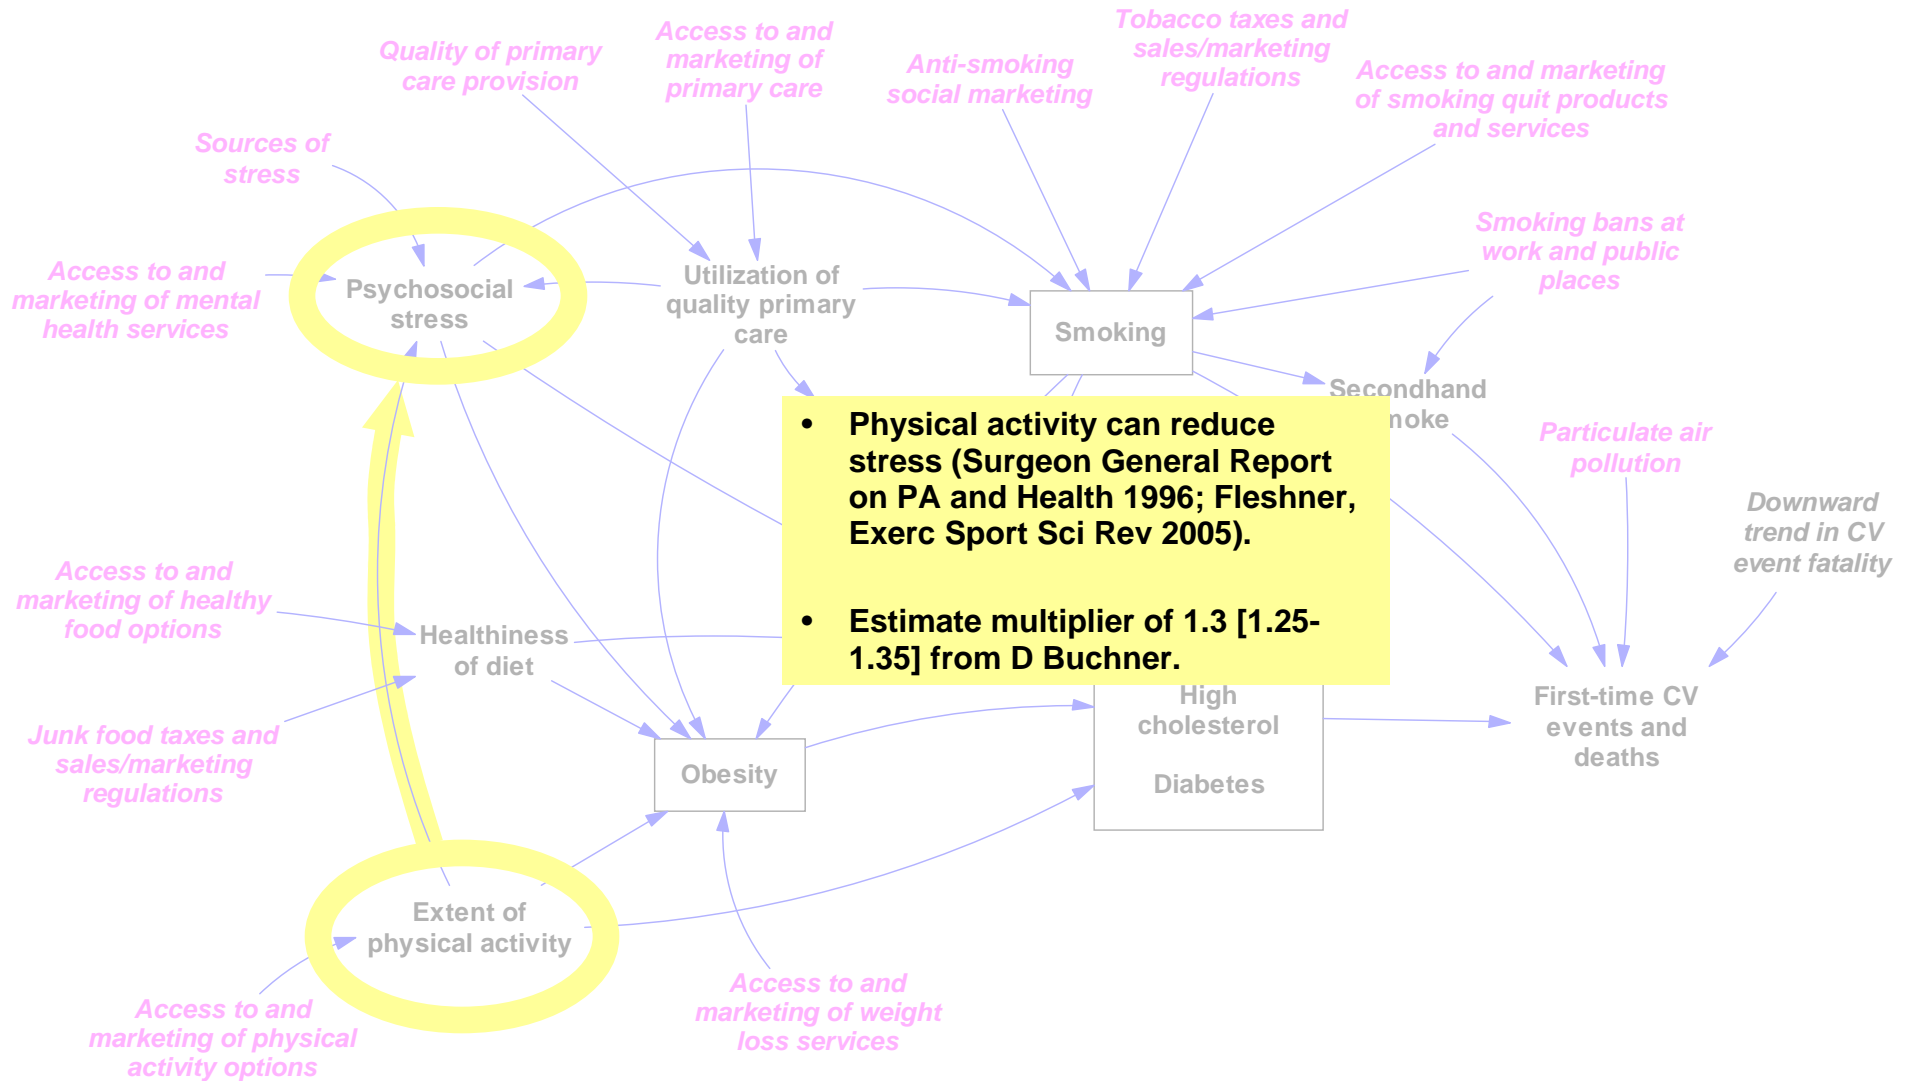 Tobacco taxes and
sales/marketing
regulations
Access to and
marketing of
primary care
Quality of primary
care provision
Anti-smoking
social marketing
Access to and marketing
of smoking quit products
and services
Sources of
stress
Smoking bans at
work and public
places
Access to and
marketing of mental
health services
Psychosocial
stress
Utilization of
quality primary
care
Smoking
Secondhand
• Physical activity can reduce
stress (Surgeon General Report
on PA and Health 1996; Fleshner,
Exerc Sport Sci Rev 2005).
• Estimate multiplier of 1.3 [1.25-
1.35] from D Buchner.
Particulate air
pollution
Downward
trend in CV
event fatality
Access to and
marketing of healthy
food options
Healthiness
of diet
Junk food taxes and
sales/marketing
regulations
Obesity
High
cholesterol
Diabetes
First-time CV
events and
deaths
Extent of
physical activity
Access to and
marketing of physical
activity options
Access to and
marketing of weight
loss services